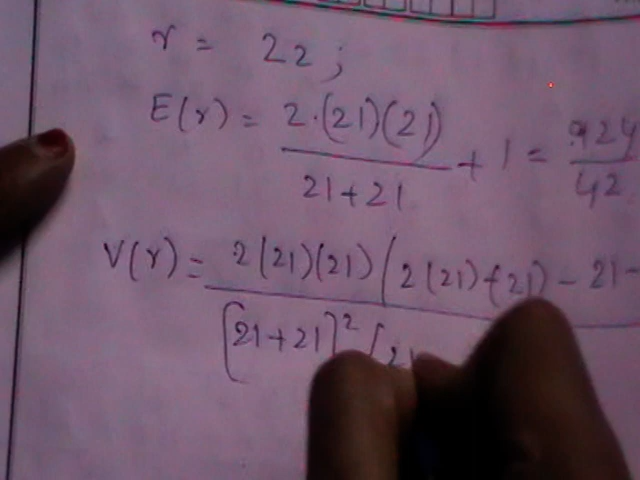 r = 22;
E(r) = 2·(21)(21) / 21+21 + 1 = 924 / 42
V(r) = 2(21)(21)(2(21)(21) - 21 -
[21+21]² [21